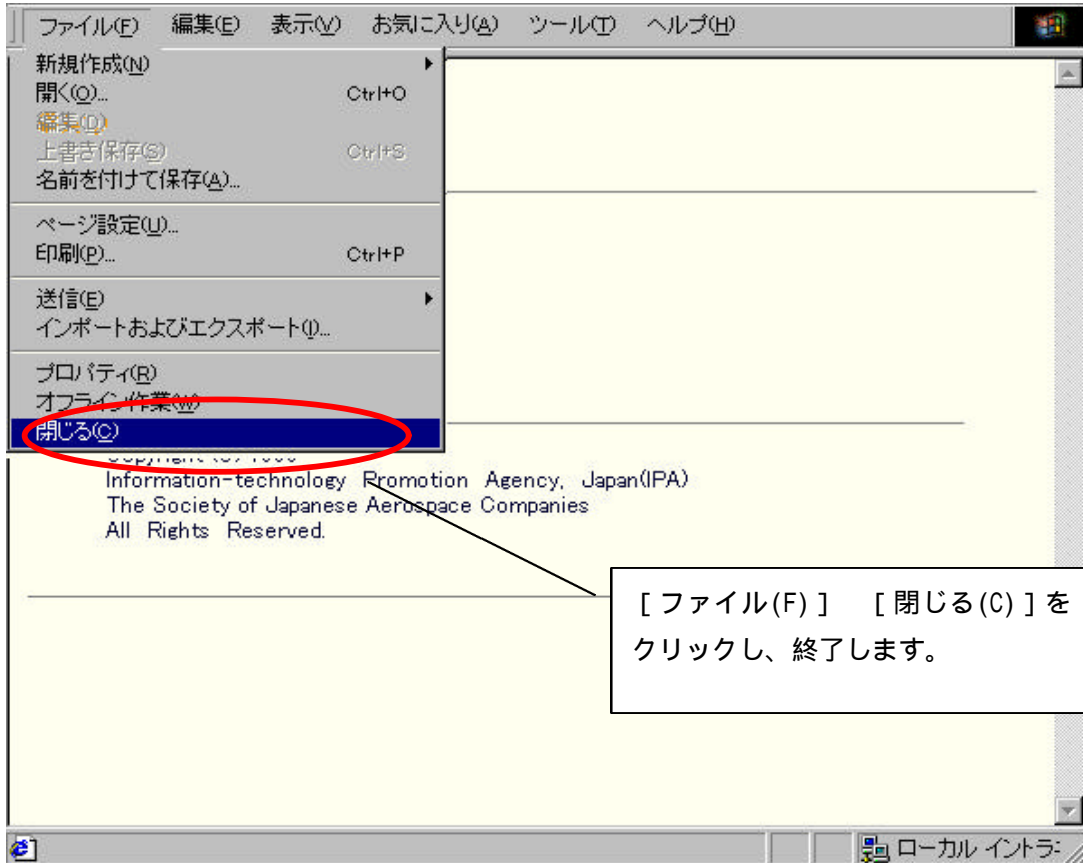 ファイル(F) 編集(E) 表示(V) お気に入り(A) ツール(T) ヘルプ(H)
新規作成(N)
開く(O)... Ctrl+O
編集(D)
上書き保存(S) Ctrl+S
名前を付けて保存(A)...
ページ設定(U)...
印刷(P)... Ctrl+P
送信(E)
インポートおよびエクスポート(I)...
プロパティ(R)
オフライン作業(W)
閉じる(C)
Information-technology Promotion Agency, Japan(IPA)
The Society of Japanese Aerospace Companies
All Rights Reserved.
[ファイル(F)] [閉じる(C)]を
クリックし、終了します。
ローカル イントラ